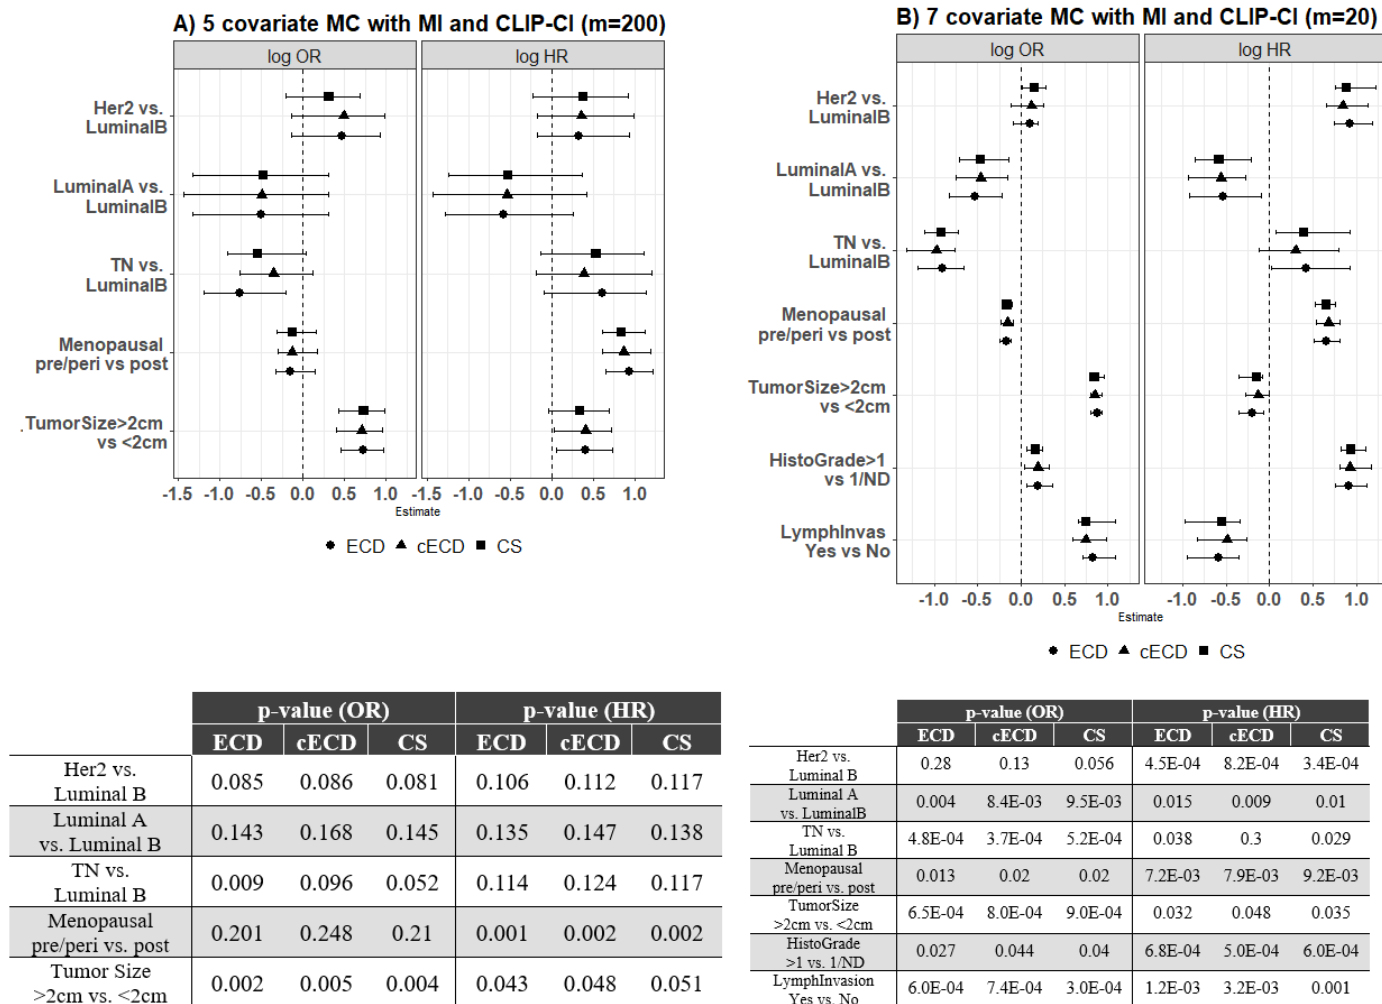 A) 5 covariate MC with MI and CLIP-CI (m=200)
log OR
log HR
Her2 vs.
LuminalB
LuminalA vs.
LuminalB
TN vs.
LuminalB
Menopausal
pre/peri vs post
TumorSize>2cm
vs <2cm
-1.5 -1.0 -0.5 0.0 0.5 1.0 -1.5 -1.0 -0.5 0.0 0.5 1.0
Estimate
ECD cECD CS
B) 7 covariate MC with MI and CLIP-CI (m=20)
log OR
log HR
Her2 vs.
LuminalB
LuminalA vs.
LuminalB
TN vs.
LuminalB
Menopausal
pre/peri vs post
TumorSize>2cm
vs <2cm
HistoGrade>1
vs 1/ND
LymphInvas
Yes vs No
-1.0 -0.5 0.0 0.5 1.0 -1.0 -0.5 0.0 0.5 1.0
Estimate
ECD cECD CS
p-value (OR) p-value (HR)
ECD cECD CS ECD cECD CS
Her2 vs.
Luminal B
0.085 0.086 0.081 0.106 0.112 0.117
Luminal A
vs. Luminal B
0.143 0.168 0.145 0.135 0.147 0.138
TN vs.
Luminal B
0.009 0.096 0.052 0.114 0.124 0.117
Menopausal
pre/peri vs. post
0.201 0.248 0.21 0.001 0.002 0.002
Tumor Size
>2cm vs. <2cm
0.002 0.005 0.004 0.043 0.048 0.051
p-value (OR) p-value (HR)
ECD cECD CS ECD cECD CS
Her2 vs.
Luminal B
0.28 0.13 0.056 4.5E-04 8.2E-04 3.4E-04
Luminal A
vs. LuminalB
0.004 8.4E-03 9.5E-03 0.015 0.009 0.01
TN vs.
Luminal B
4.8E-04 3.7E-04 5.2E-04 0.038 0.3 0.029
Menopausal
pre/peri vs. post
0.013 0.02 0.02 7.2E-03 7.9E-03 9.2E-03
TumorSize
>2cm vs. <2cm
6.5E-04 8.0E-04 9.0E-04 0.032 0.048 0.035
HistoGrade
>1 vs. 1/ND
0.027 0.044 0.04 6.8E-04 5.0E-04 6.0E-04
LymphInvasion
Yes vs. No
6.0E-04 7.4E-04 3.0E-04 1.2E-03 3.2E-03 0.001